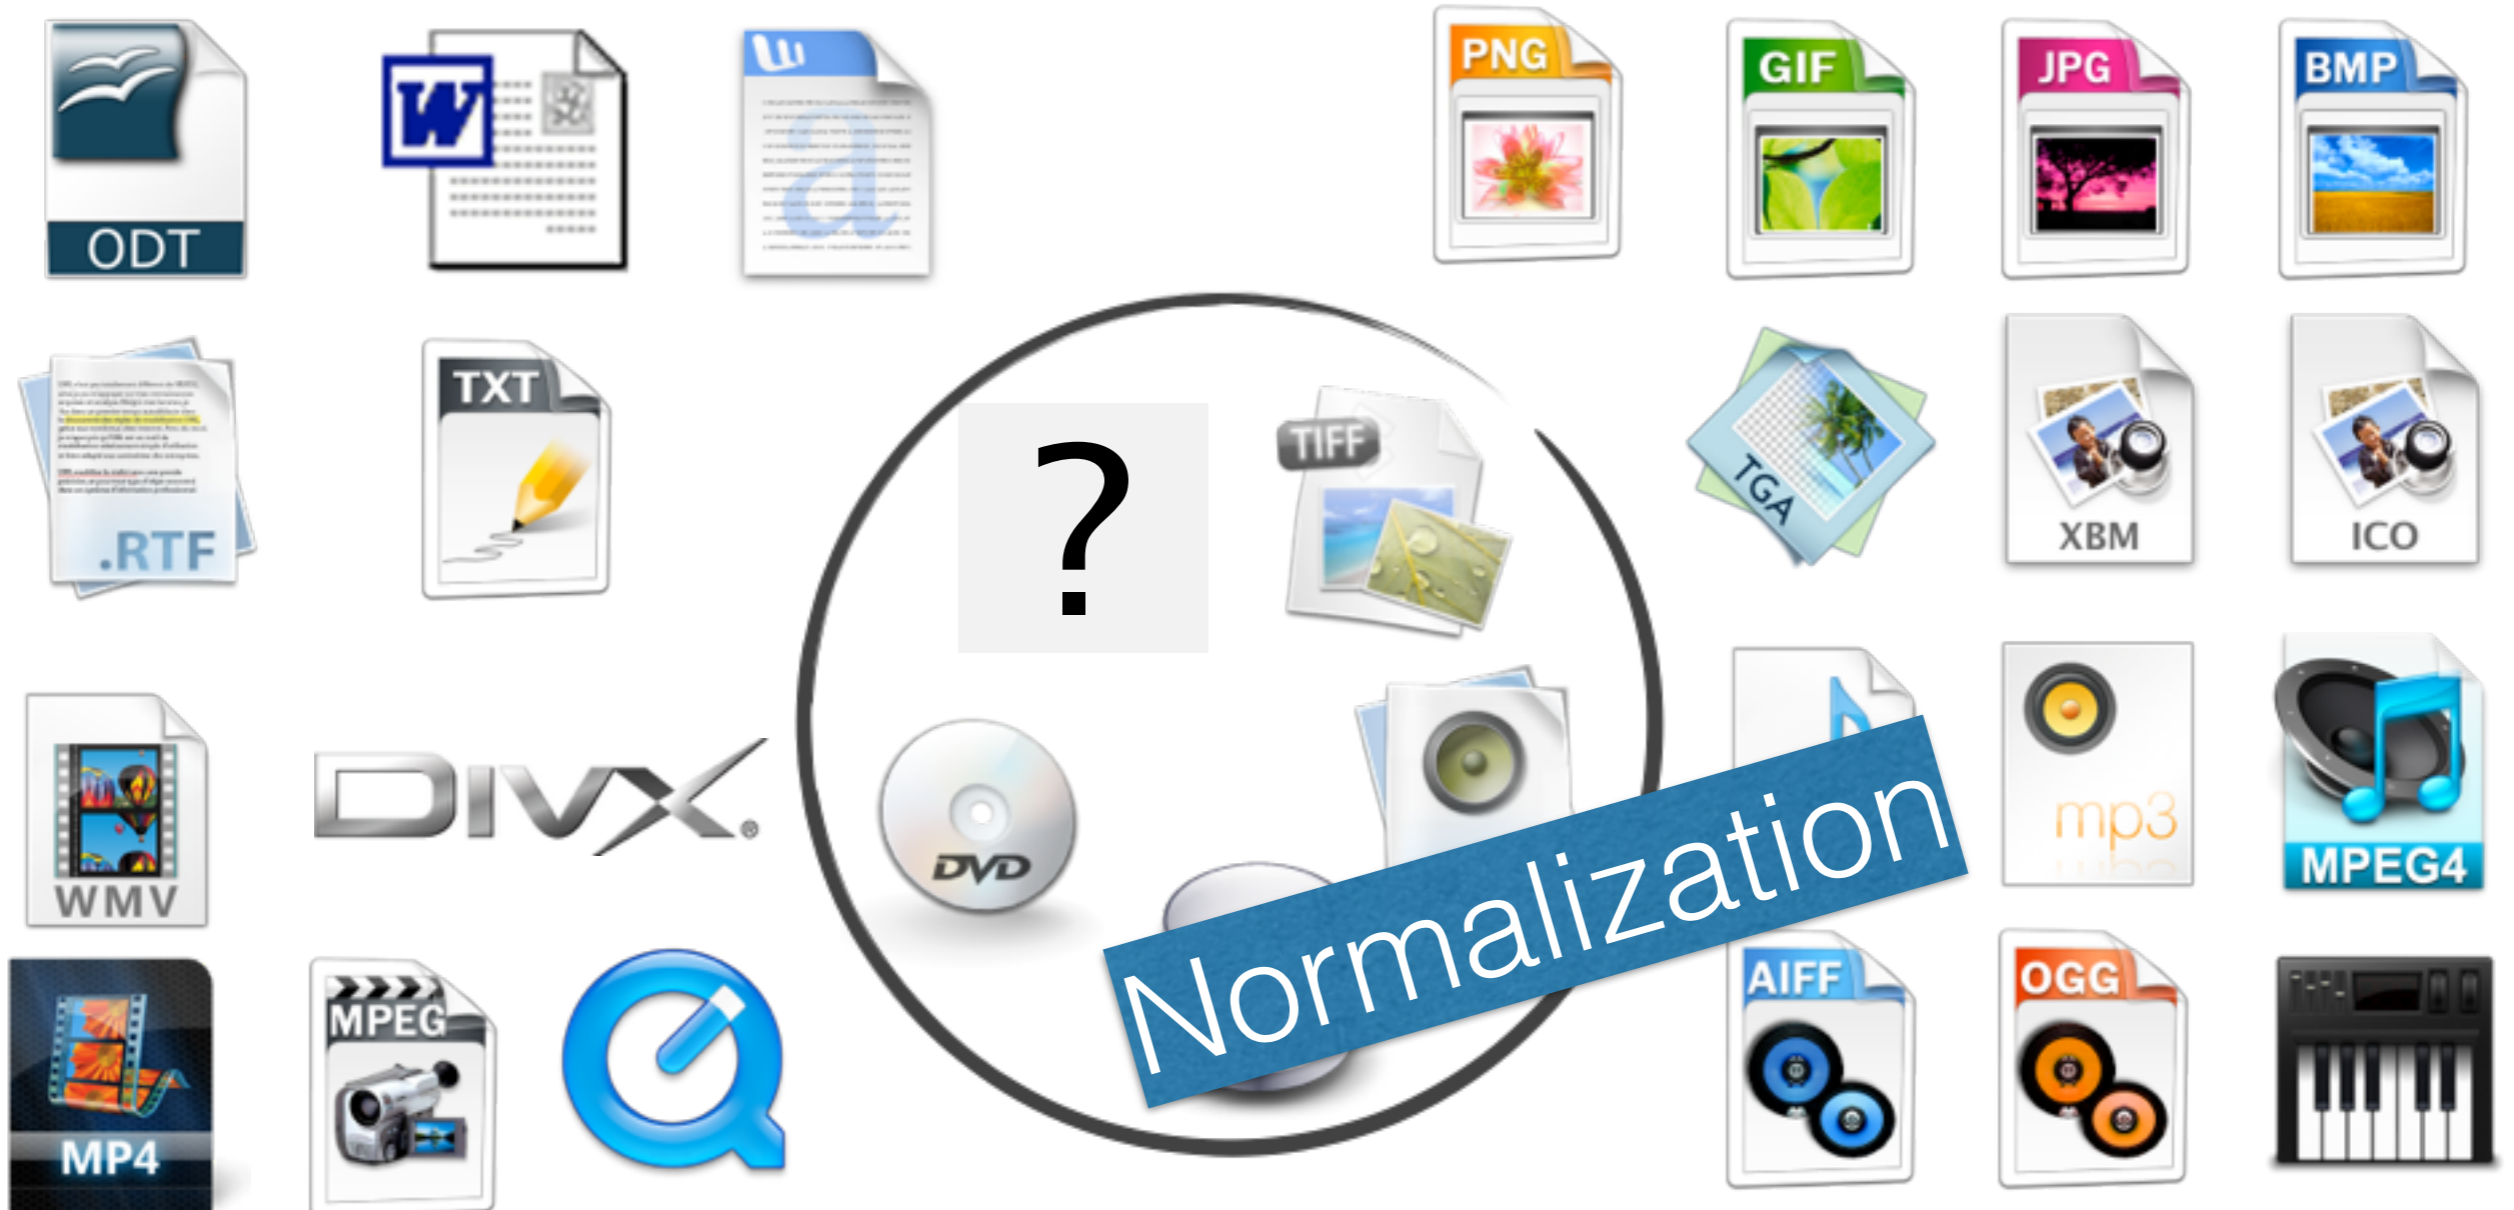 ODT
W
PNG
GIF
JPG
BMP
.RTF
TXT
?
TIFF
TGA
XBM
ICO
WMV
DIVX®
DVD
Normalization
mp3
MPEG4
MP4
MPEG
AIFF
OGG